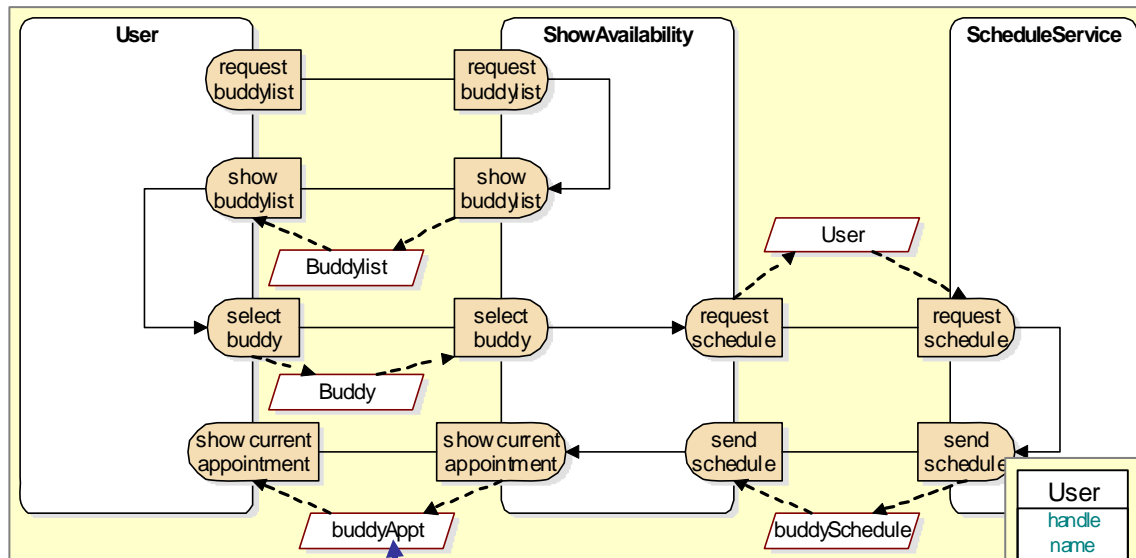 User
ShowAvailability
ScheduleService
request
buddylist
request
buddylist
show
buddylist
show
buddylist
Buddylist
User
select
buddy
select
buddy
request
schedule
request
schedule
Buddy
show current
appointment
show current
appointment
send
schedule
send
schedule
buddyAppt
buddySchedule
User
handle
name